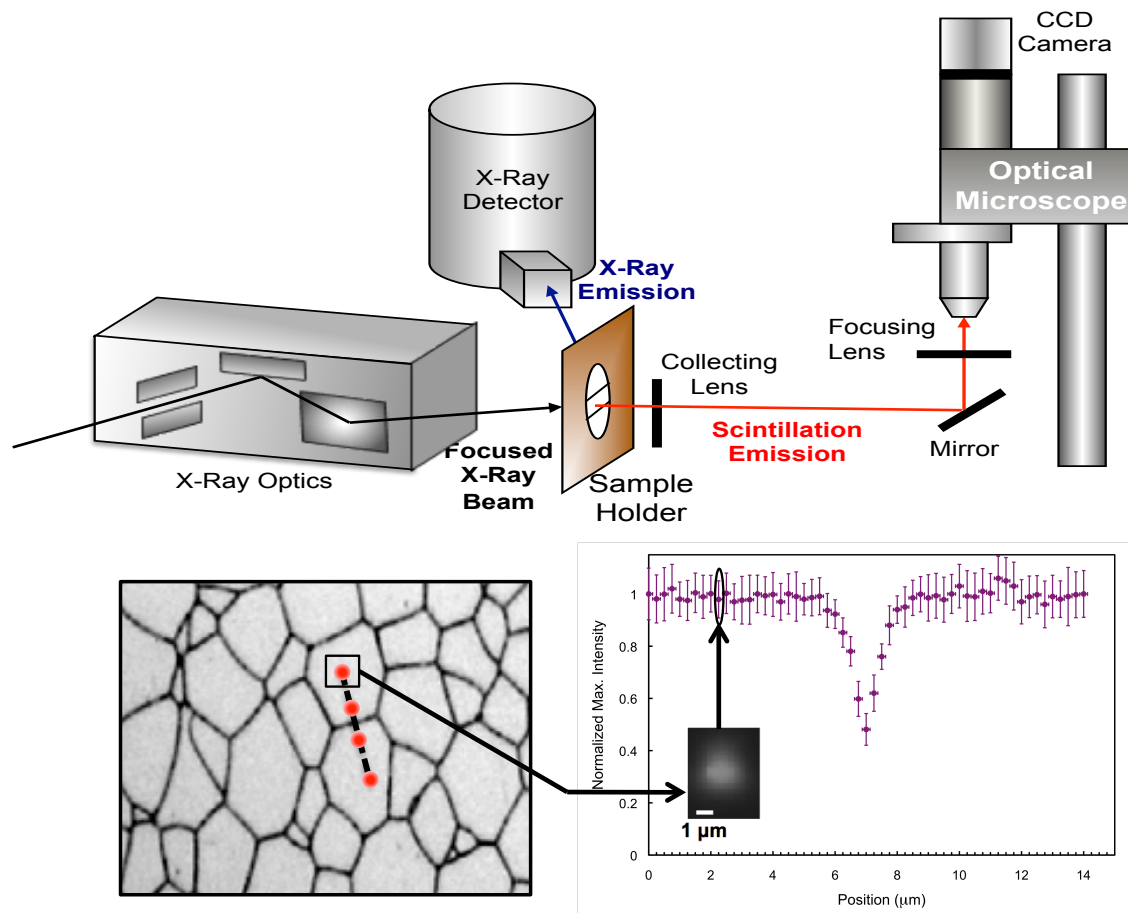 CCD
Camera
X-Ray
Detector
Optical
Microscope
X-Ray
Emission
Focusing
Lens
Collecting
Lens
Scintillation
Emission
Mirror
Focused
X-Ray
Beam
X-Ray Optics
Sample
Holder
Normalized Max. Intensity
1
0.8
0.6
0.4
0.2
0
1 µm
0 2 4 6 8 10 12 14
Position (µm)